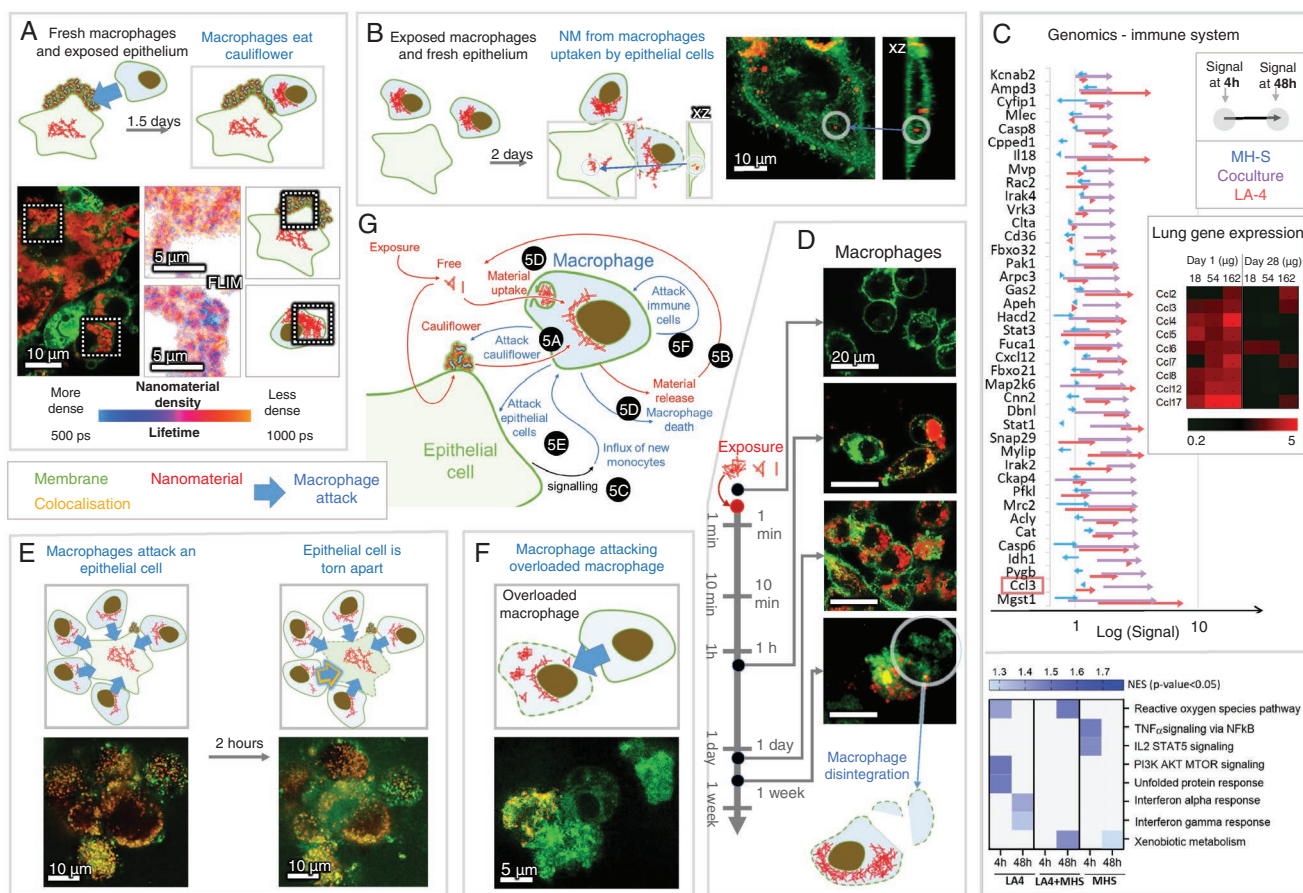 A
Fresh macrophages
and exposed epithelium
Macrophages eat
cauliflower
1.5 days
5 µm
FLIM
5 µm
10 µm
More
dense
Nanomaterial
density
Less
dense
500 ps
Lifetime
1000 ps
Membrane
Nanomaterial
Colocalisation
Macrophage
attack
B
Exposed macrophages
and fresh epithelium
NM from macrophages
uptaken by epithelial cells
2 days
xz
10 µm
xz
C
Genomics - immune system
Kcnab2
Ampd3
Cyfip1
Mlec
Casp8
Cpped1
Il18
Mvp
Rac2
Irak4
Vrk3
Clta
Cd36
Fbxo32
Pak1
Arpc3
Gas2
Apeh
Hacd2
Stat3
Fuca1
Cxcl12
Fbxo21
Map2k6
Cnn2
Dbnl
Stat1
Snap29
Mylip
Irak2
Ckap4
Pfkl
Mrc2
Acly
Cat
Casp6
Idh1
Pygb
Ccl3
Mgst1
1
10
Log (Signal)
Signal
at 4h
Signal
at 48h
MH-S
Coculture
LA-4
Lung gene expression
Day 1 (µg) Day 28 (µg)
18 54 162 18 54 162
Ccl2
Ccl3
Ccl4
Ccl5
Ccl6
Ccl7
Ccl8
Ccl12
Ccl17
0.2
5
1.3 1.4 1.5 1.6 1.7
NES (p-value<0.05)
Reactive oxygen species pathway
TNFα signaling via NFkB
IL2 STAT5 signaling
PI3K AKT MTOR signaling
Unfolded protein response
Interferon alpha response
Interferon gamma response
Xenobiotic metabolism
4h 48h 4h 48h 4h 48h
LA4 LA4+MHS MHS
G
Exposure
Free
5D
Material
uptake
Macrophage
Attack
immune
cells
5F
5B
Cauliflower
5A
Attack
cauliflower
Material
release
5D
Macrophage
death
Attack
epithelial
cells
5E
Influx of new
monocytes
Epithelial
cell
signalling
5C
D
Macrophages
20 µm
Exposure
1 min
1
min
10 min
10
min
1h
1 h
1 day
1 day
1 week
1 week
Macrophage
disintegration
E
Macrophages attack an
epithelial cell
Epithelial cell is
torn apart
2 hours
10 µm
10 µm
F
Macrophage attacking
overloaded macrophage
Overloaded
macrophage
5 µm